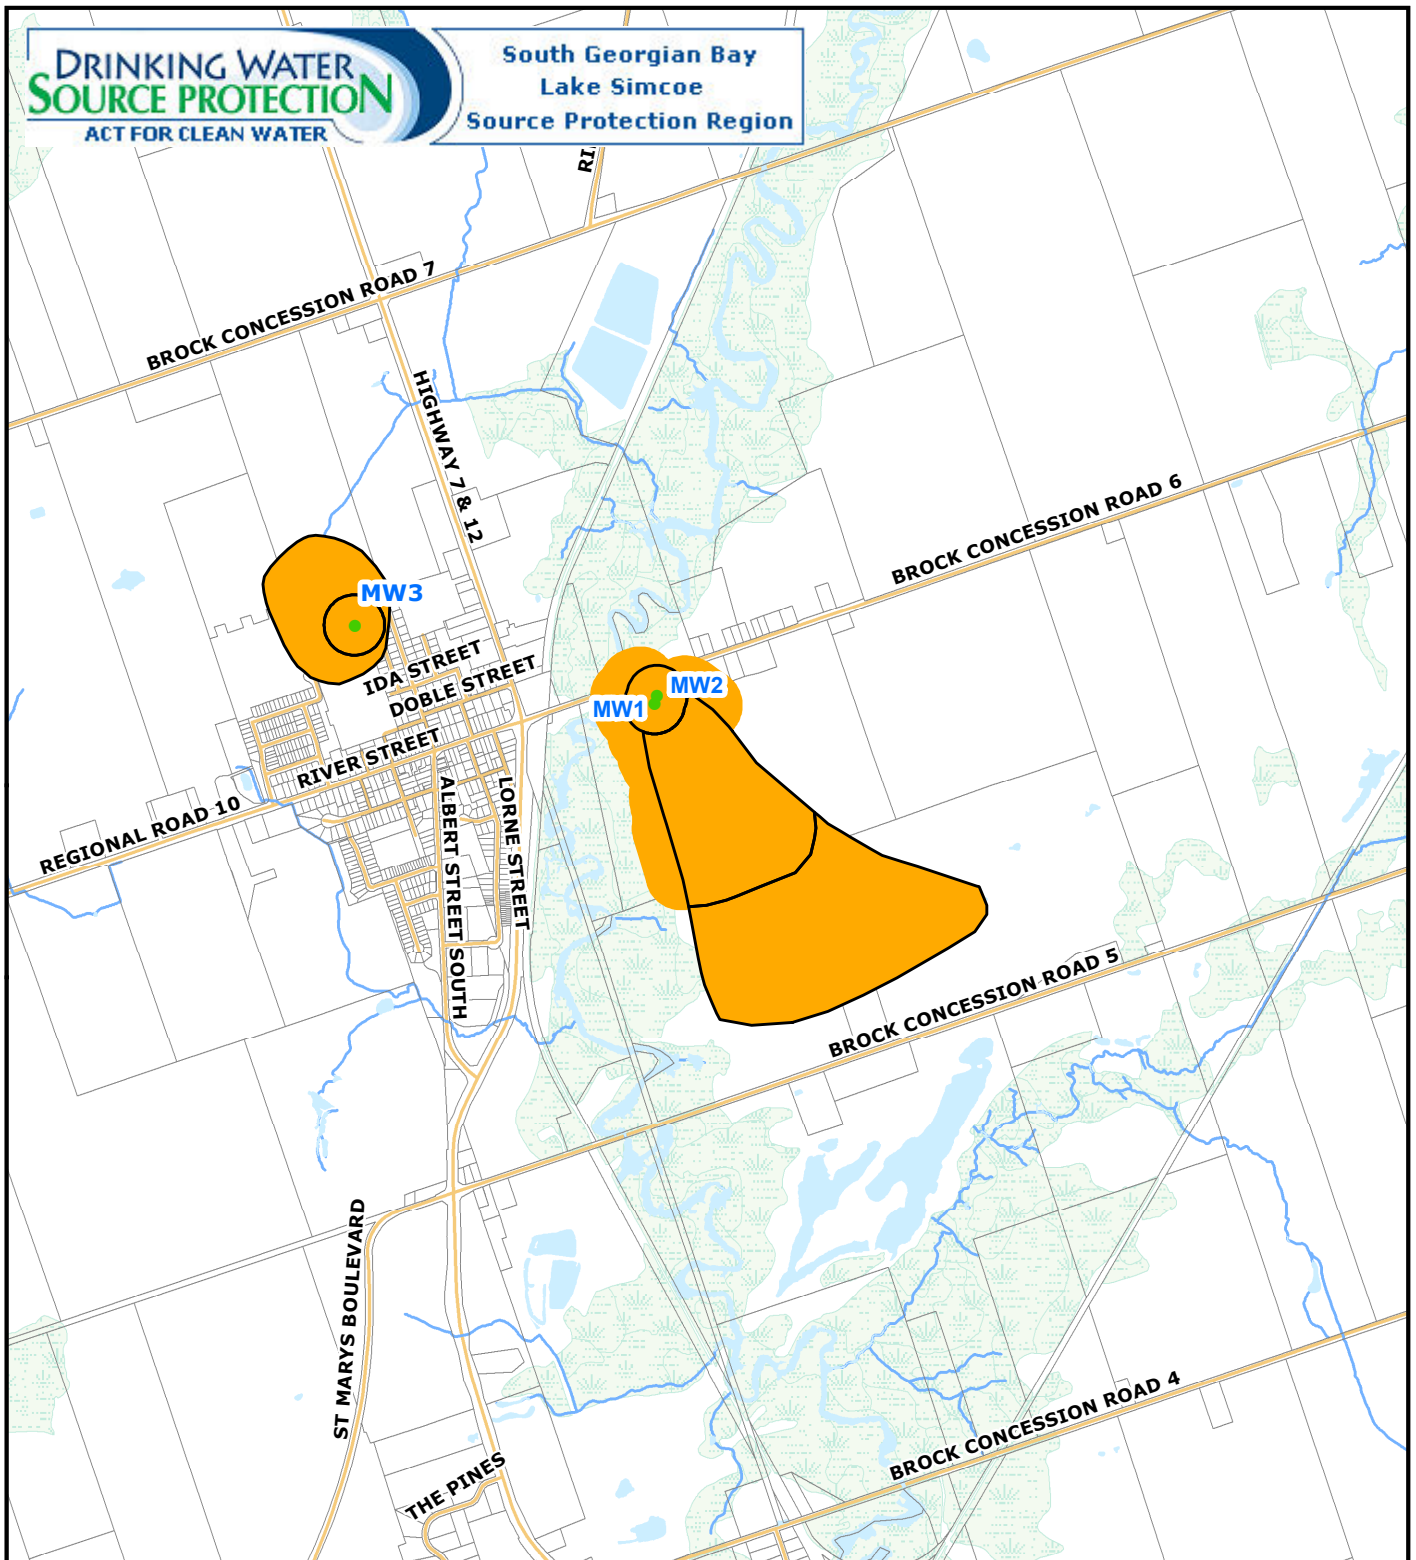 DRINKING WATER
SOURCE PROTECTION
ACT FOR CLEAN WATER
South Georgian Bay
Lake Simcoe
Source Protection Region
RI
BROCK CONCESSION ROAD 7
HIGHWAY 7 & 12
BROCK CONCESSION ROAD 6
MW3
IDA STREET
DOBLE STREET
MW2
MW1
RIVER STREET
REGIONAL ROAD 10
ALBERT STREET SOUTH
LORNE STREET
BROCK CONCESSION ROAD 5
ST MARYS BOULEVARD
BROCK CONCESSION ROAD 4
THE PINES